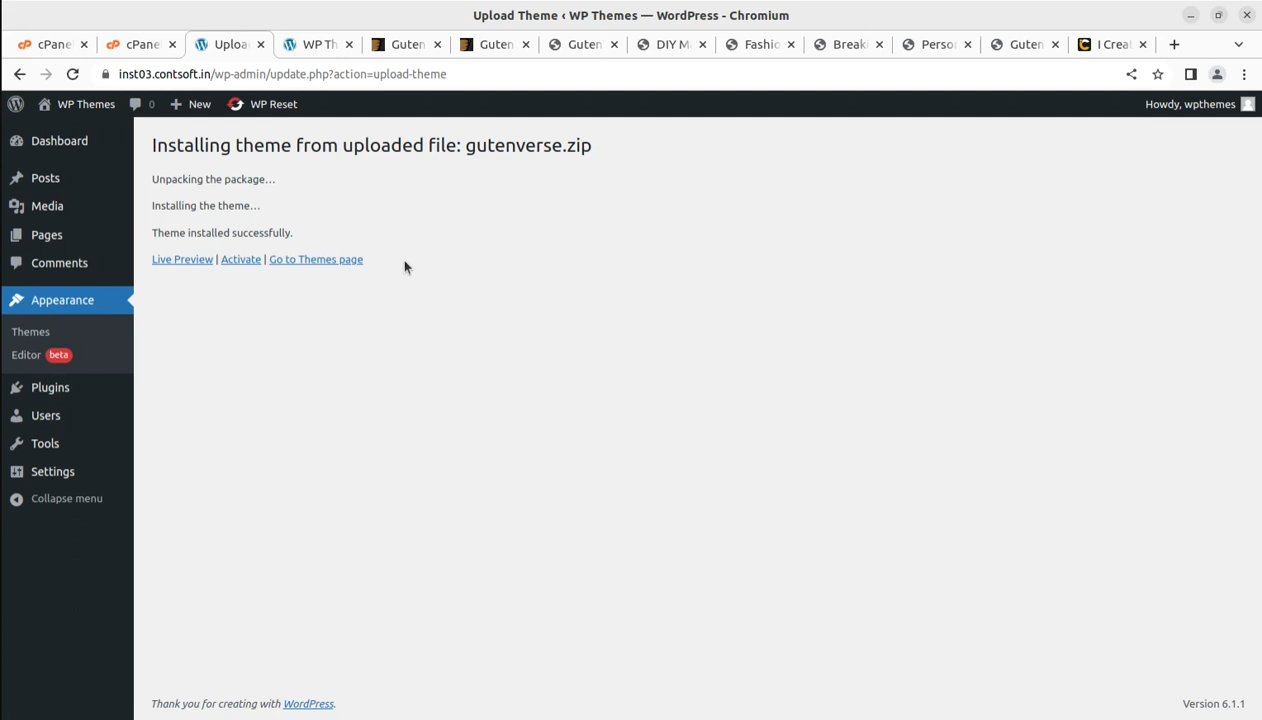 Upload Theme ‹ WP Themes — WordPress - Chromium
cPane
cPane
Uploa
WP Th
Guten
Guten
Guten
DIY M
Fashio
Break
Perso
Guten
I Crea
inst03.contsoft.in/wp-admin/update.php?action=upload-theme
WP Themes
0
New
WP Reset
Howdy, wpthemes
Dashboard
Posts
Media
Pages
Comments
Appearance
Themes
Editor beta
Plugins
Users
Tools
Settings
Collapse menu
Installing theme from uploaded file: gutenverse.zip
Unpacking the package…
Installing the theme…
Theme installed successfully.
Live Preview | Activate | Go to Themes page
Thank you for creating with WordPress.
Version 6.1.1